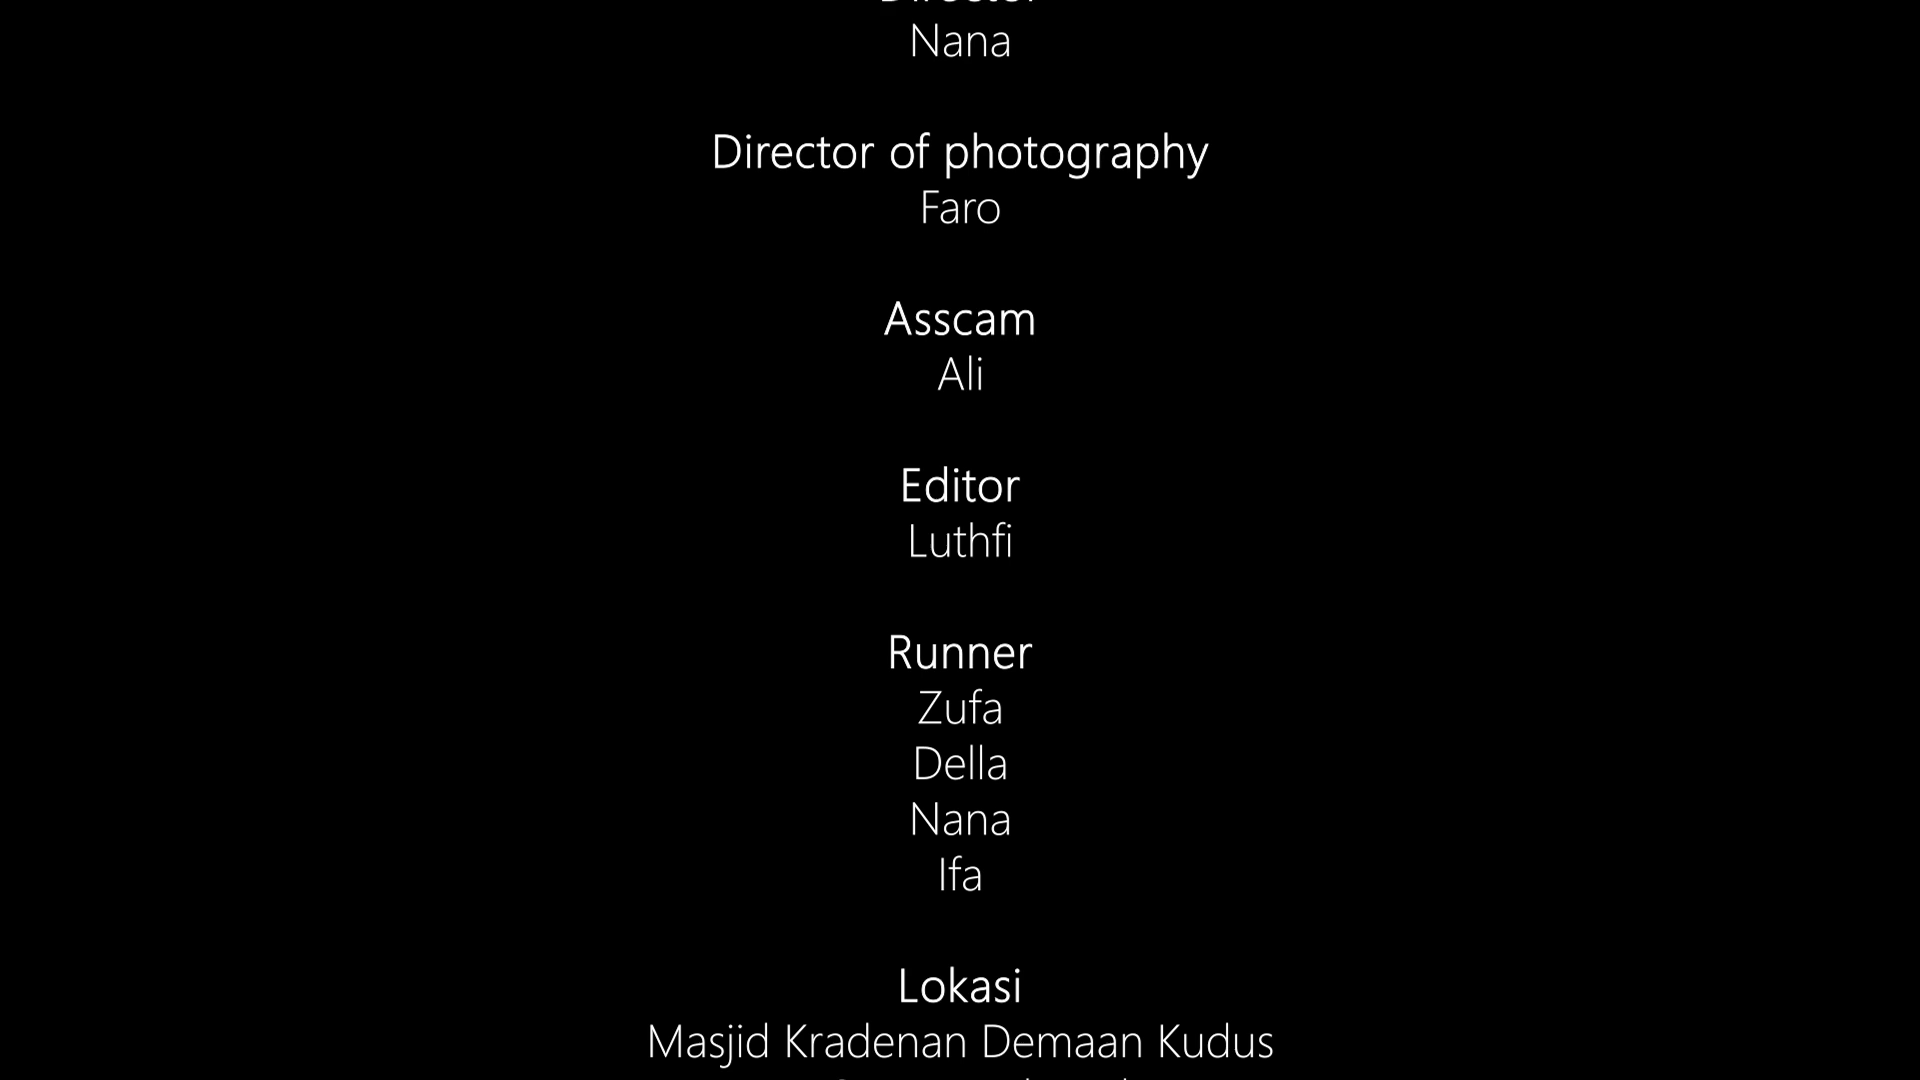 Director
Nana
Director of photography
Faro
Asscam
Ali
Editor
Luthfi
Runner
Zufa
Della
Nana
Ifa
Lokasi
Masjid Kradenan Demaan Kudus